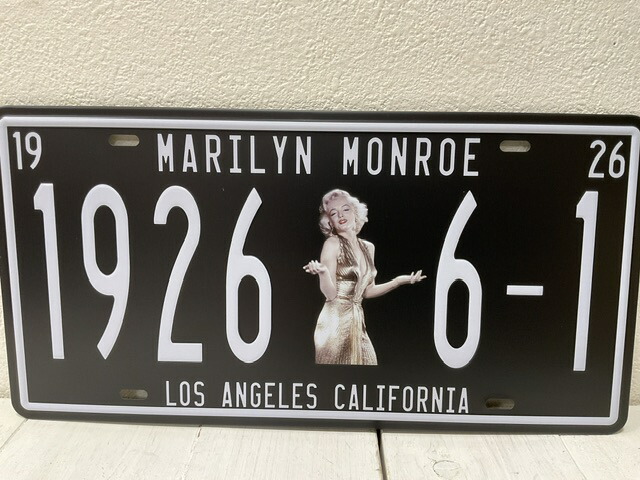 19 MARILYN MONROE 26
1926 6-1
LOS ANGELES CALIFORNIA